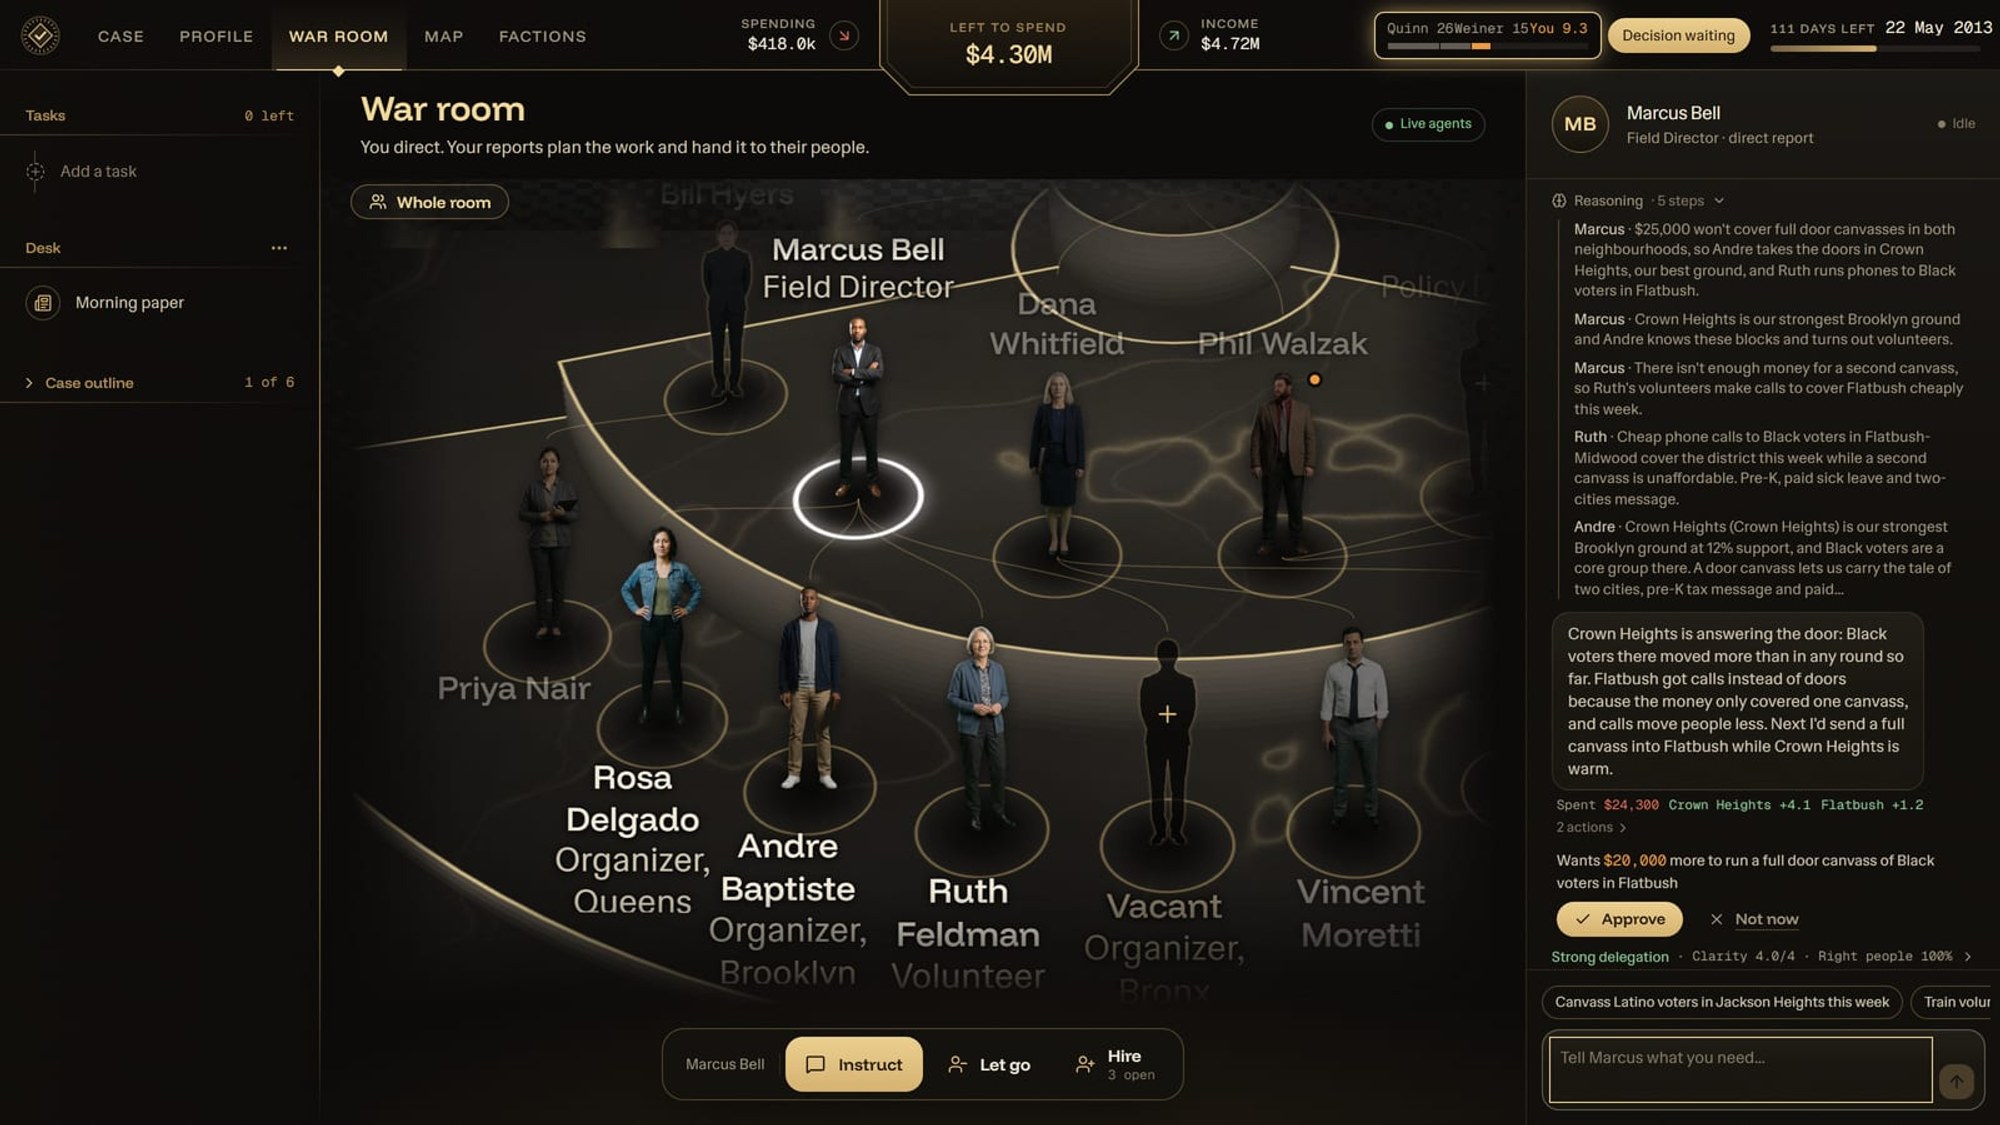 CASE
PROFILE
WAR ROOM
MAP
FACTIONS
SPENDING
$418.0k
LEFT TO SPEND
$4.30M
INCOME
$4.72M
Quinn 26 Weiner 15 You 9.3
Decision waiting
111 DAYS LEFT 22 May 2013
Tasks 0 left
Add a task
Desk
Morning paper
Case outline 1 of 6
War room
You direct. Your reports plan the work and hand it to their people.
Live agents
Whole room
Bill Hyers
Marcus Bell
Field Director
Dana
Whitfield
Phil Walzak
Policy
Priya Nair
Rosa
Delgado
Organizer,
Queens
Andre
Baptiste
Organizer,
Brooklyn
Ruth
Feldman
Volunteer
Vacant
Organizer,
Bronx
Vincent
Moretti
Marcus Bell
Instruct
Let go
Hire
3 open
MB
Marcus Bell
Field Director · direct report
Idle
Reasoning · 5 steps
Marcus · $25,000 won't cover full door canvasses in both
neighbourhoods, so Andre takes the doors in Crown
Heights, our best ground, and Ruth runs phones to Black
voters in Flatbush.
Marcus · Crown Heights is our strongest Brooklyn ground
and Andre knows these blocks and turns out volunteers.
Marcus · There isn't enough money for a second canvass,
so Ruth's volunteers make calls to cover Flatbush cheaply
this week.
Ruth · Cheap phone calls to Black voters in Flatbush-
Midwood cover the district this week while a second
canvass is unaffordable. Pre-K, paid sick leave and two-
cities message.
Andre · Crown Heights (Crown Heights) is our strongest
Brooklyn ground at 12% support, and Black voters are a
core group there. A door canvass lets us carry the tale of
two cities, pre-K tax message and paid...
Crown Heights is answering the door: Black
voters there moved more than in any round so
far. Flatbush got calls instead of doors
because the money only covered one canvass,
and calls move people less. Next I'd send a full
canvass into Flatbush while Crown Heights is
warm.
Spent $24,300 Crown Heights +4.1 Flatbush +1.2
2 actions
Wants $20,000 more to run a full door canvass of Black
voters in Flatbush
Approve
Not now
Strong delegation · Clarity 4.0/4 · Right people 100%
Canvass Latino voters in Jackson Heights this week
Train
Tell Marcus what you need...